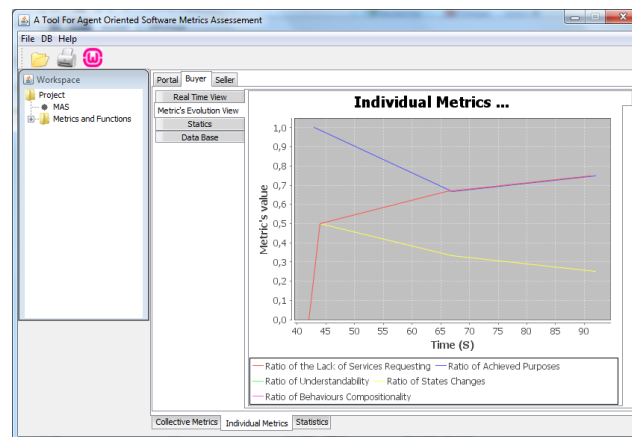 A Tool For Agent Oriented Software Metrics Assessement
File DB Help
Workspace
Project
MAS
Metrics and Functions
Portal Buyer Seller
Real Time View
Metric's Evolution View
Statics
Data Base
Individual Metrics ...
Metric's value
1,0
0,9
0,8
0,7
0,6
0,5
0,4
0,3
0,2
0,1
0,0
40 45 50 55 60 65 70 75 80 85 90
Time (S)
Ratio of the Lack of Services Requesting Ratio of Achieved Purposes
Ratio of Understandability Ratio of States Changes
Ratio of Behaviours Compositionality
Collective Metrics Individual Metrics Statistics